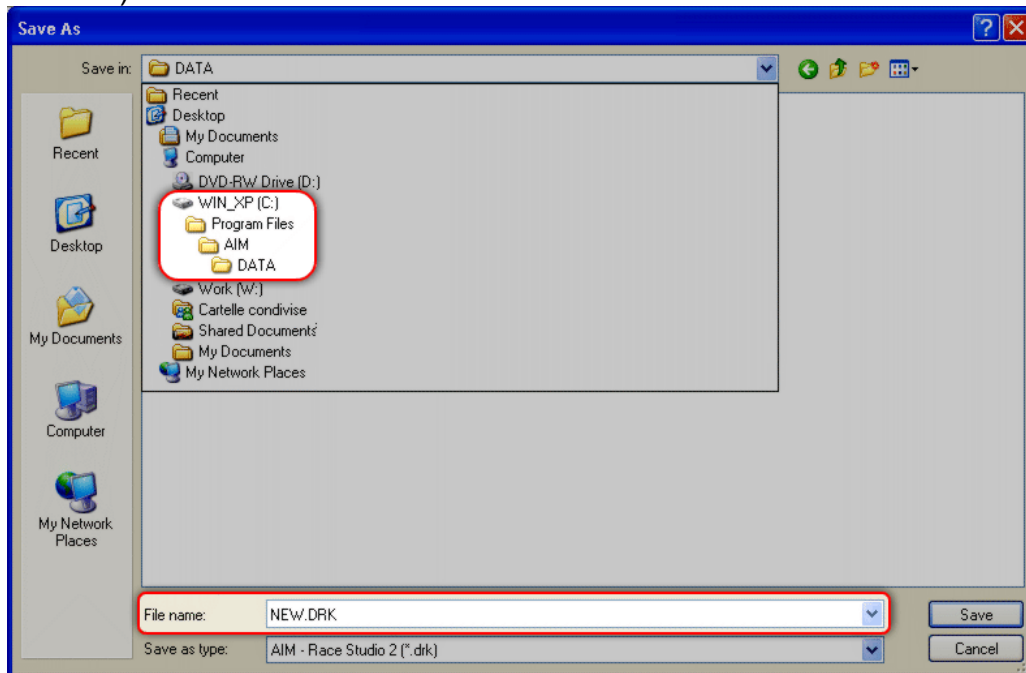 Save As
Save in:
DATA
Recent
Desktop
My Documents
Computer
DVD-RW Drive (D:)
WIN_XP (C:)
Program Files
AIM
DATA
Work (W:)
Cartelle condivise
Shared Documents
My Documents
My Network Places
Recent
Desktop
My Documents
Computer
My Network
Places
File name:
NEW.DRK
Save
Save as type:
AIM - Race Studio 2 (*.drk)
Cancel